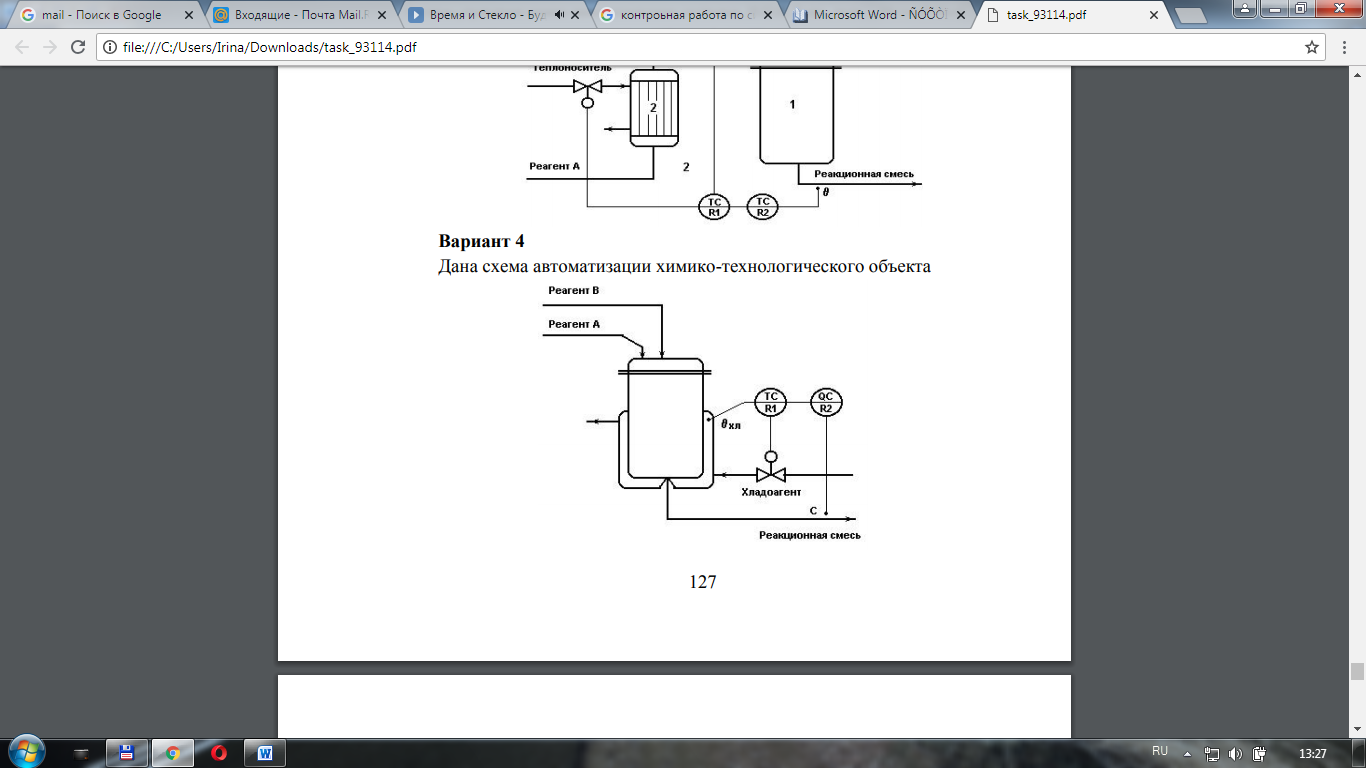 mail - Поиск в Google
Входящие - Почта Mail.R
Время и Стекло - Буд
контровная работа по с
Microsoft Word - ÑÓÕÔÎ
task_93114.pdf
file:///C:/Users/Irina/Downloads/task_93114.pdf
Теплоноситель
2
1
Реагент А
2
Реакционная смесь
θ
TC
R1
TC
R2
Вариант 4
Дана схема автоматизации химико-технологического объекта
Реагент В
Реагент А
TC
R1
QC
R2
θхл
Хладоагент
С
Реакционная смесь
127
RU
13:27